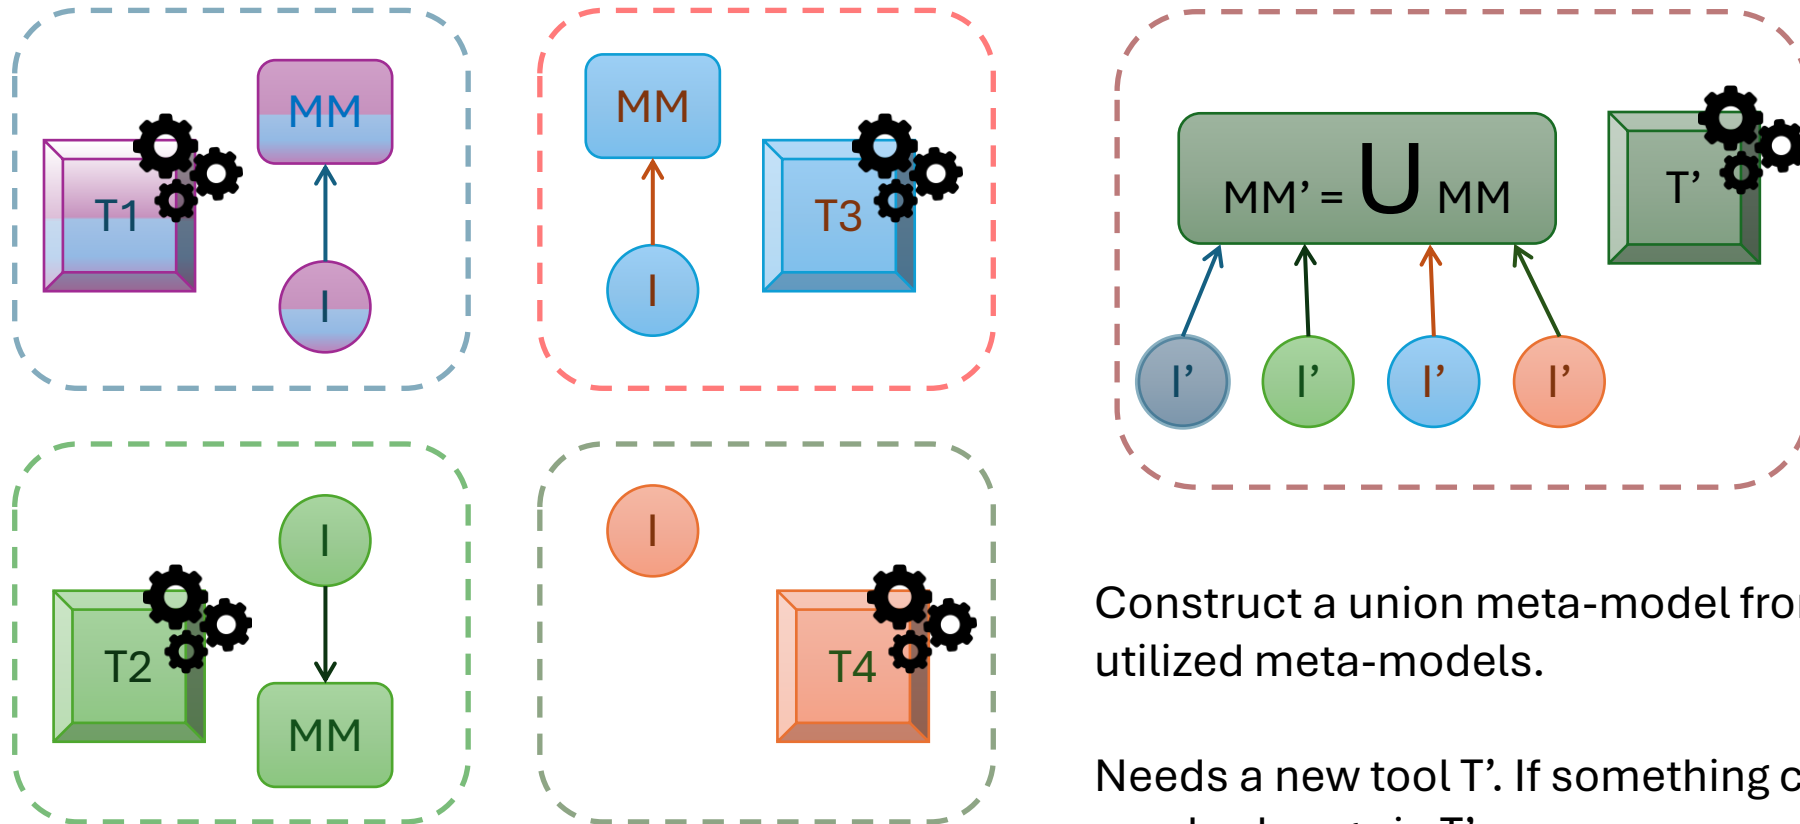 MM
T1
I
MM
T3
I
MM’ = U MM
T’
I’ I’ I’ I’
I
T2
MM
I
T4
Construct a union meta-model
utilized meta-models.
Needs a new tool T’. If something